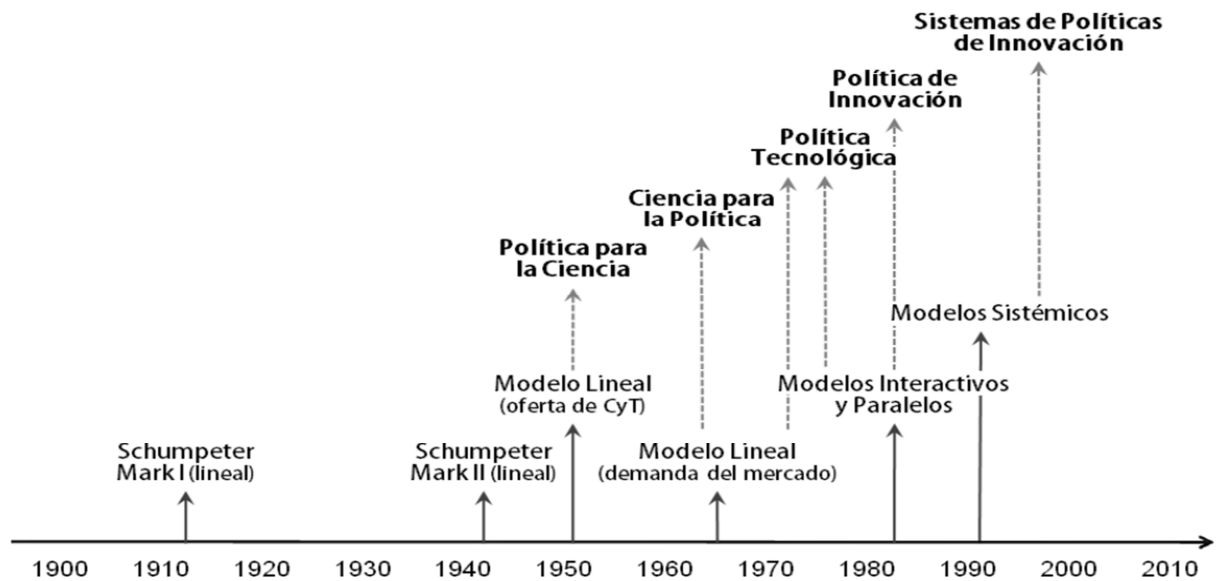 Sistemas de Políticas
de Innovación
Política de
Innovación
Política
Tecnológica
Ciencia para
la Política
Política para
la Ciencia
Modelos Sistémicos
Modelo Lineal
(oferta de CyT)
Modelos Interactivos
y Paralelos
Schumpeter
Mark I (lineal)
Schumpeter
Mark II (lineal)
Modelo Lineal
(demanda del mercado)
1900 1910 1920 1930 1940 1950 1960 1970 1980 1990 2000 2010